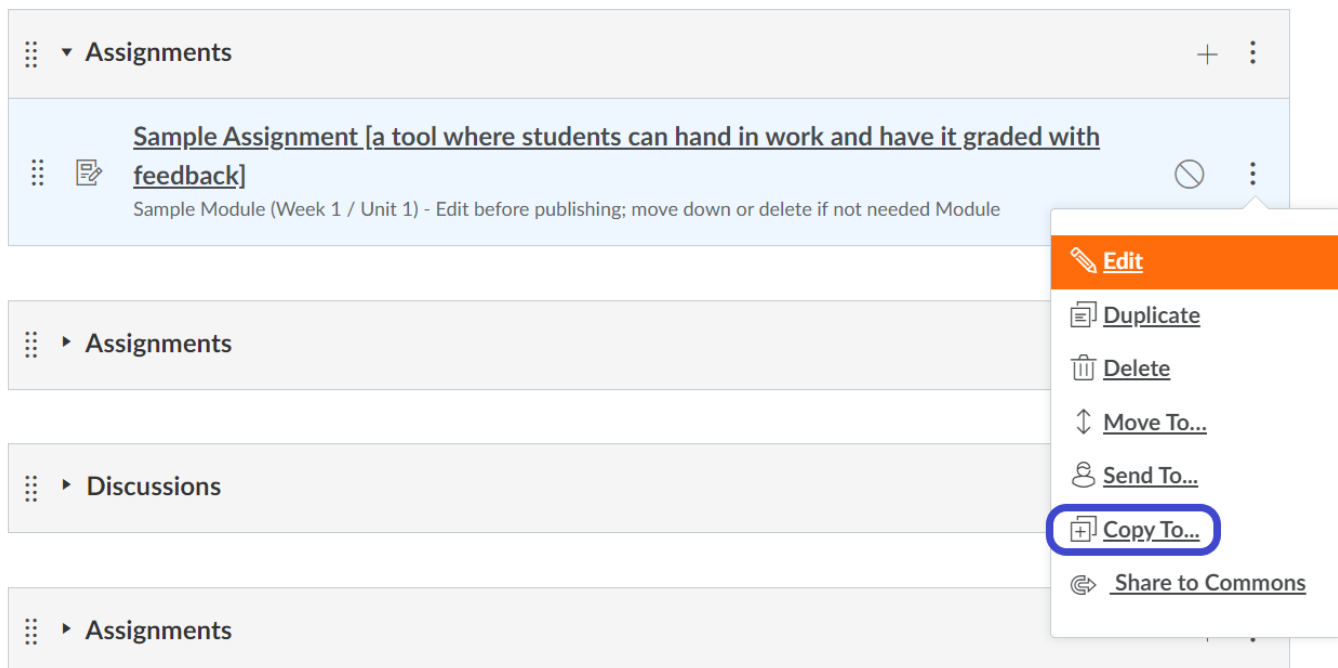 Assignments
Sample Assignment [a tool where students can hand in work and have it graded with
feedback]
Sample Module (Week 1 / Unit 1) - Edit before publishing; move down or delete if not needed Module
Edit
Duplicate
Assignments
Delete
Move To...
Send To...
Discussions
Copy To...
Share to Commons
Assignments